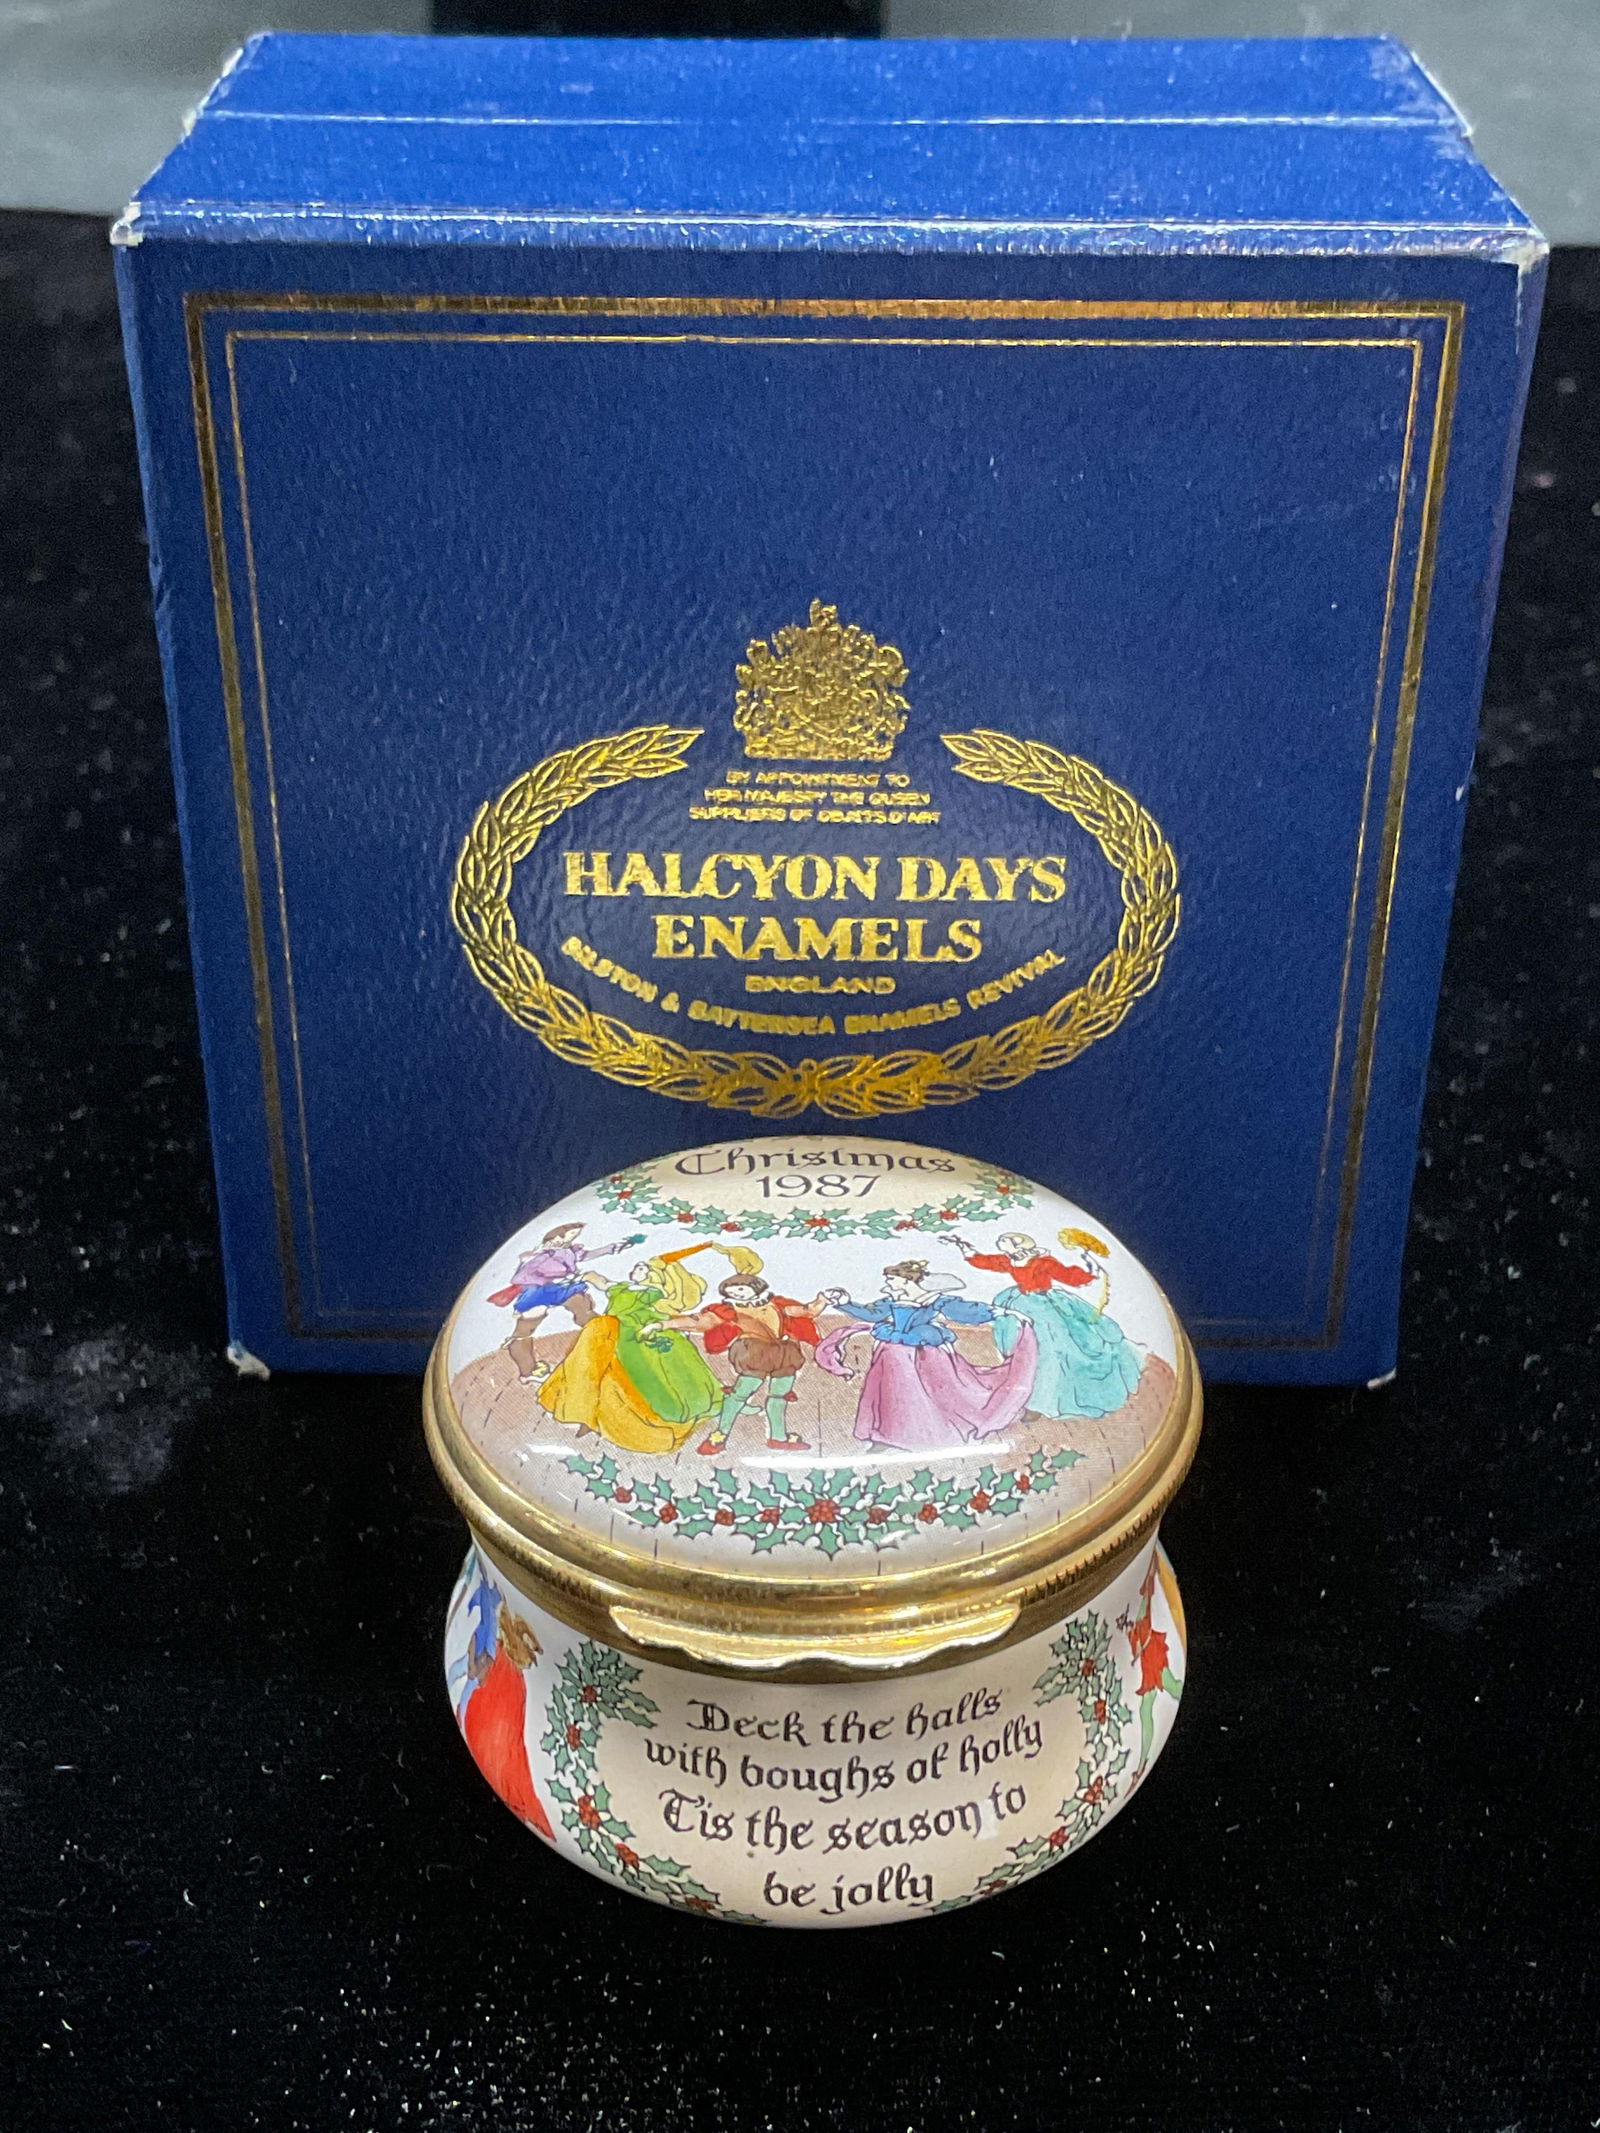 BY APPOINTMENT TO
HER MAJESTY THE QUEEN
SUPPLIERS OF OBJETS D'ART
HALCYON DAYS
ENAMELS
ENGLAND
BILSTON & BATTERSEA ENAMELS REVIVAL
Christmas
1987
Deck the halls
with boughs of holly
T'is the season to
be jolly